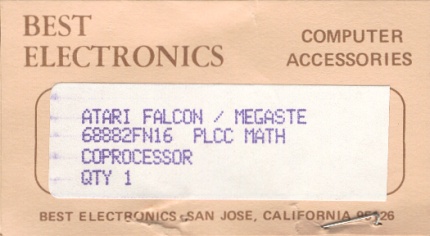 BEST
ELECTRONICS
COMPUTER
ACCESSORIES
ATARI FALCON / MEGASTE
68882FN16 PLCC MATH
COPROCESSOR
QTY 1
BEST ELECTRONICS SAN JOSE, CALIFORNIA